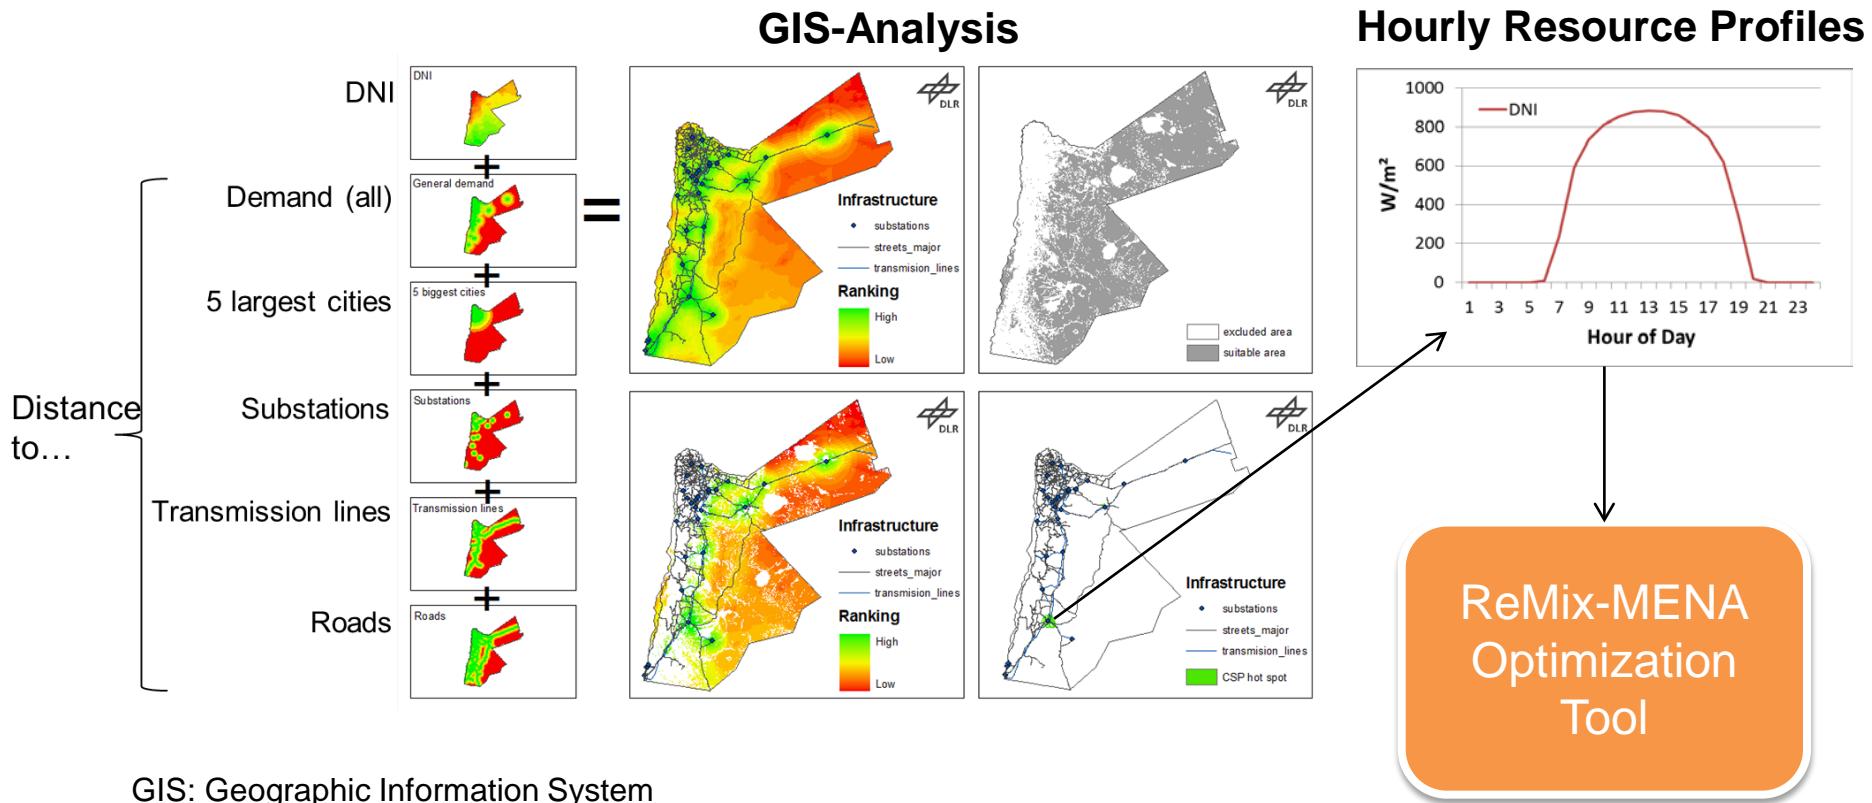 GIS-Analysis
Hourly Resource Profiles
DNI
Demand (all)
5 largest cities
Substations
Transmission lines
Roads
Distance
to…
DNI
+
General demand
+
5 biggest cities
+
Substations
+
Transmission lines
+
Roads
=
DLR
Infrastructure
substations
streets_major
transmision_lines
Ranking
High
Low
DLR
excluded area
suitable area
DLR
Infrastructure
substations
streets_major
transmision_lines
Ranking
High
Low
DLR
Infrastructure
substations
streets_major
transmision_lines
CSP hot spot
1000
800
600
400
200
0
W/m²
DNI
1 3 5 7 9 11 13 15 17 19 21 23
Hour of Day
ReMix-MENA
Optimization
Tool
GIS: Geographic Information System